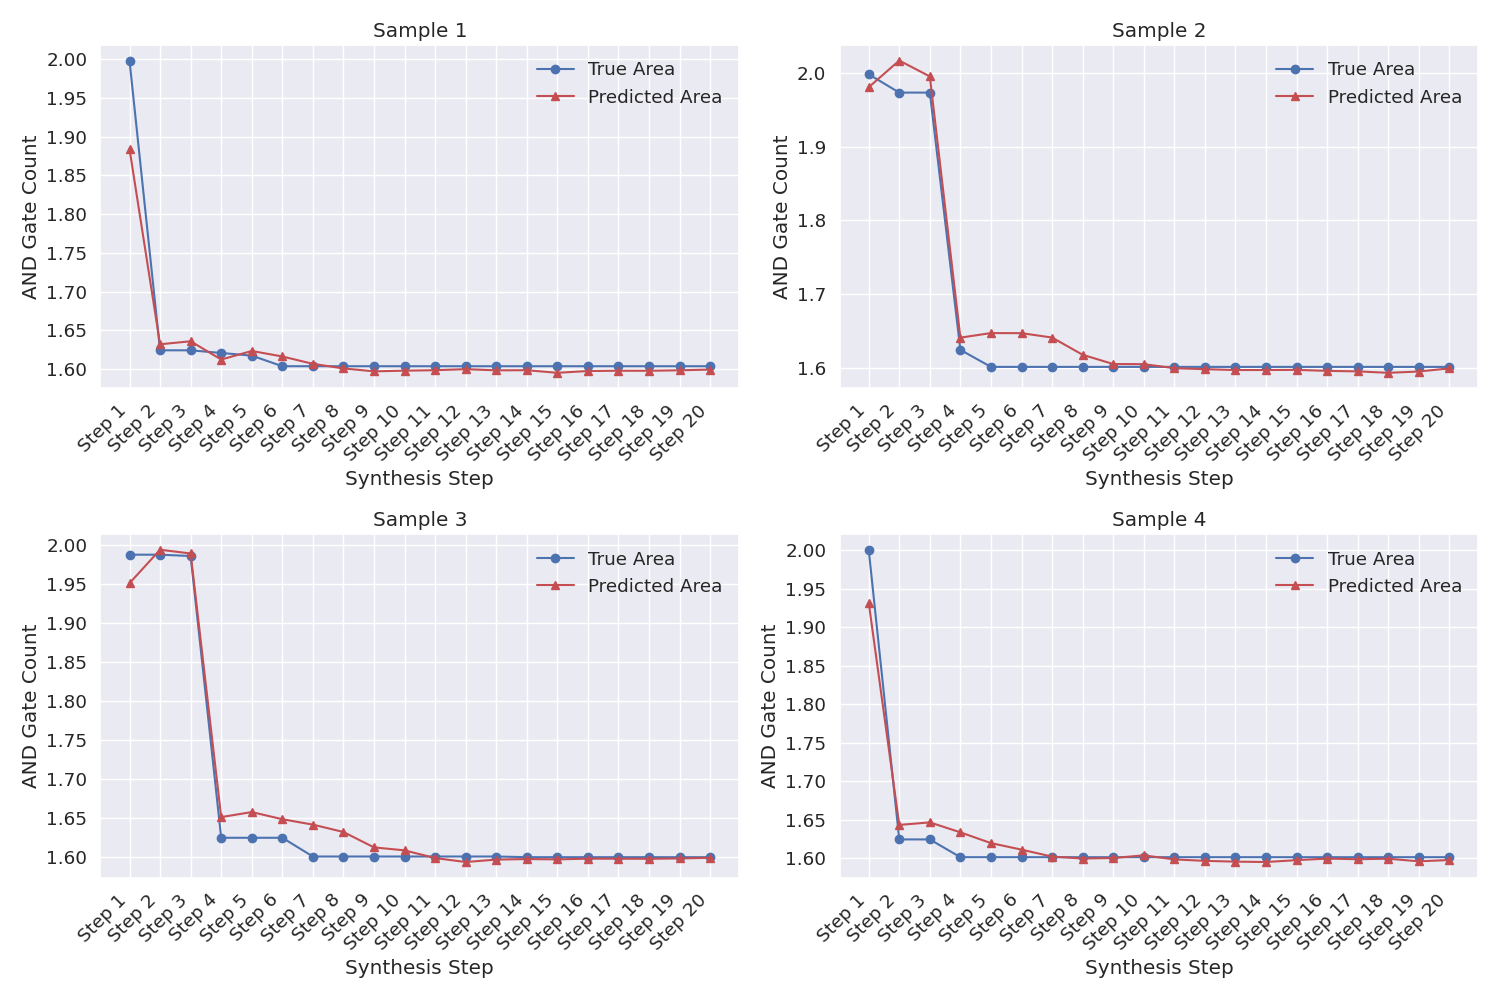 Sample 1
True Area
Predicted Area
AND Gate Count
2.00
1.95
1.90
1.85
1.80
1.75
1.70
1.65
1.60
Step 1
Step 2
Step 3
Step 4
Step 5
Step 6
Step 7
Step 8
Step 9
Step 10
Step 11
Step 12
Step 13
Step 14
Step 15
Step 16
Step 17
Step 18
Step 19
Step 20
Synthesis Step
Sample 2
True Area
Predicted Area
AND Gate Count
2.0
1.9
1.8
1.7
1.6
Step 1
Step 2
Step 3
Step 4
Step 5
Step 6
Step 7
Step 8
Step 9
Step 10
Step 11
Step 12
Step 13
Step 14
Step 15
Step 16
Step 17
Step 18
Step 19
Step 20
Synthesis Step
Sample 3
True Area
Predicted Area
AND Gate Count
2.00
1.95
1.90
1.85
1.80
1.75
1.70
1.65
1.60
Step 1
Step 2
Step 3
Step 4
Step 5
Step 6
Step 7
Step 8
Step 9
Step 10
Step 11
Step 12
Step 13
Step 14
Step 15
Step 16
Step 17
Step 18
Step 19
Step 20
Synthesis Step
Sample 4
True Area
Predicted Area
AND Gate Count
2.00
1.95
1.90
1.85
1.80
1.75
1.70
1.65
1.60
Step 1
Step 2
Step 3
Step 4
Step 5
Step 6
Step 7
Step 8
Step 9
Step 10
Step 11
Step 12
Step 13
Step 14
Step 15
Step 16
Step 17
Step 18
Step 19
Step 20
Synthesis Step